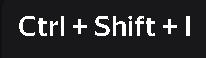 Ctrl + Shift + I